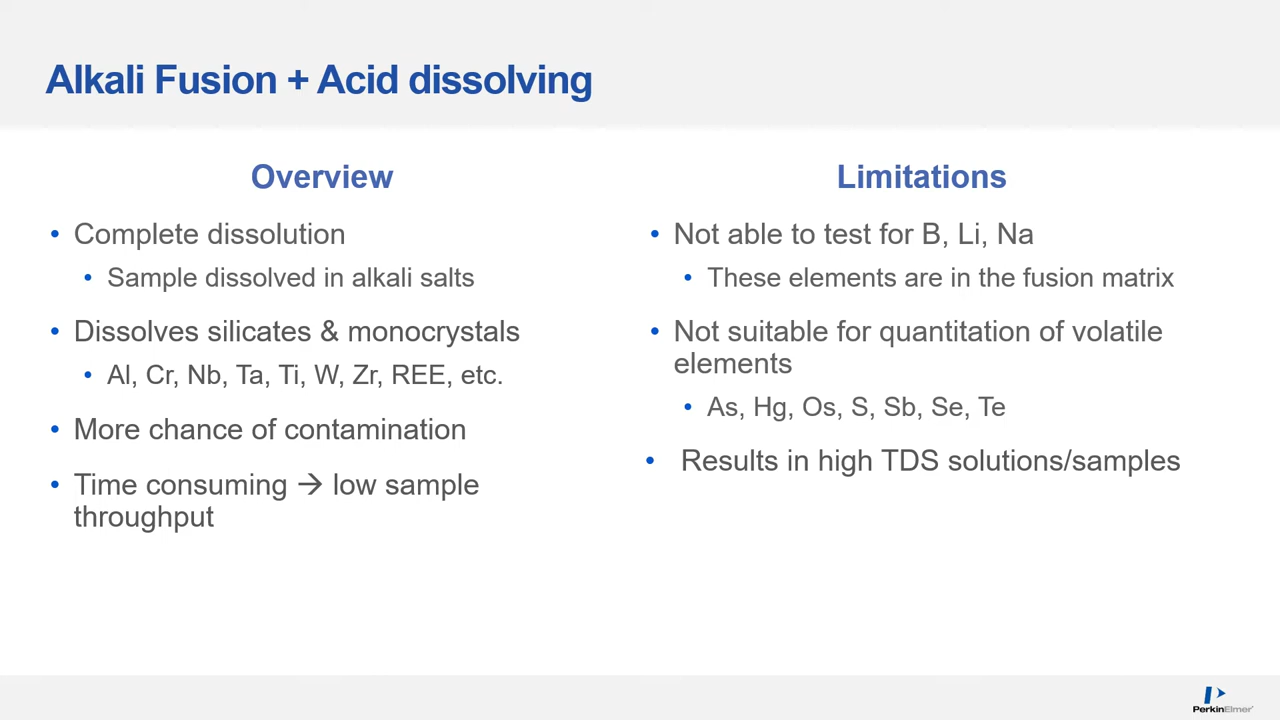 Alkali Fusion + Acid dissolving
Overview
• Complete dissolution
• Sample dissolved in alkali salts
• Dissolves silicates & monocrystals
• Al, Cr, Nb, Ta, Ti, W, Zr, REE, etc.
• More chance of contamination
• Time consuming → low sample
throughput
Limitations
• Not able to test for B, Li, Na
• These elements are in the fusion matrix
• Not suitable for quantitation of volatile
elements
• As, Hg, Os, S, Sb, Se, Te
• Results in high TDS solutions/samples
PerkinElmer